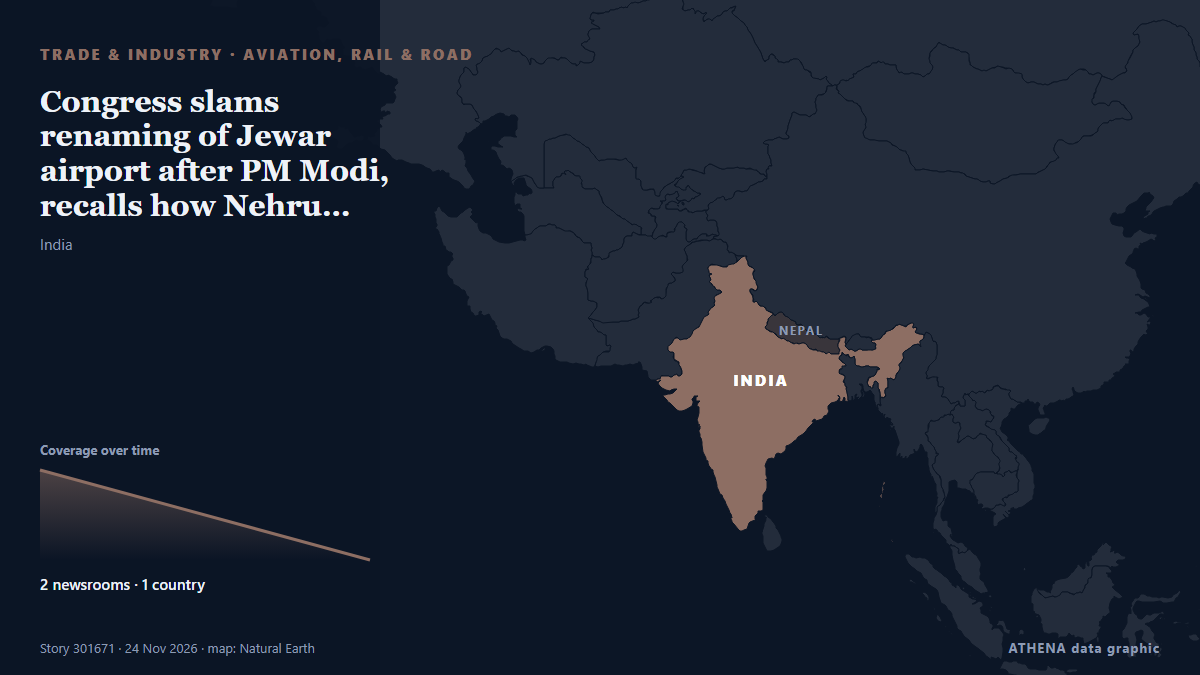 TRADE & INDUSTRY · AVIATION, RAIL & ROAD
Congress slams
renaming of Jewar
airport after PM Modi,
recalls how Nehru...
India
NEPAL
INDIA
Coverage over time
2 newsrooms · 1 country
Story 301671 · 24 Nov 2026 · map: Natural Earth
ATHENA data graphic